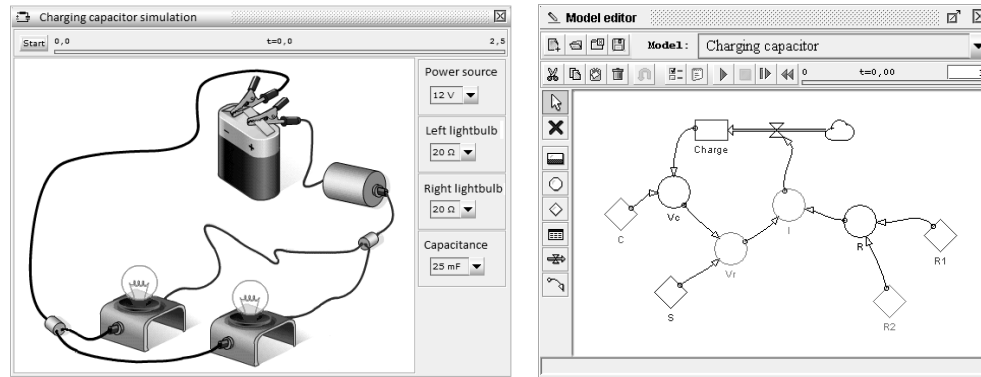 Charging capacitor simulation
Start 0,0 t=0,0 2,5
Power source
12 V
Left lightbulb
20 Ω
Right lightbulb
20 Ω
Capacitance
25 mF
Model editor
Model: Charging capacitor
0 t=0,00
Charge
Vc
C
I
R
R1
Vr
S
R2